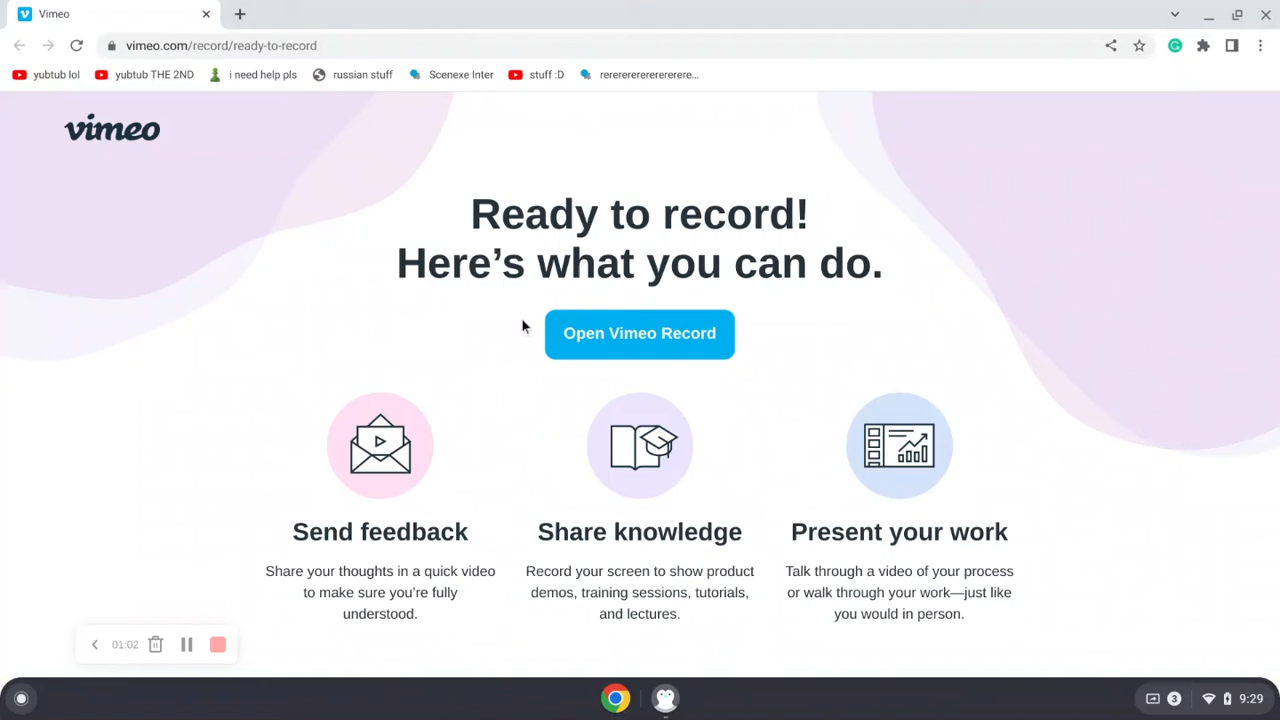 Vimeo
vimeo.com/record/ready-to-record
yubtub lol
yubtub THE 2ND
i need help pls
russian stuff
Scenexe Inter
stuff :D
rerererererererere...
vimeo
Ready to record!
Here’s what you can do.
Open Vimeo Record
Send feedback
Share your thoughts in a quick video
to make sure you’re fully
understood.
Share knowledge
Record your screen to show product
demos, training sessions, tutorials,
and lectures.
Present your work
Talk through a video of your process
or walk through your work—just like
you would in person.
01:02
3
9:29